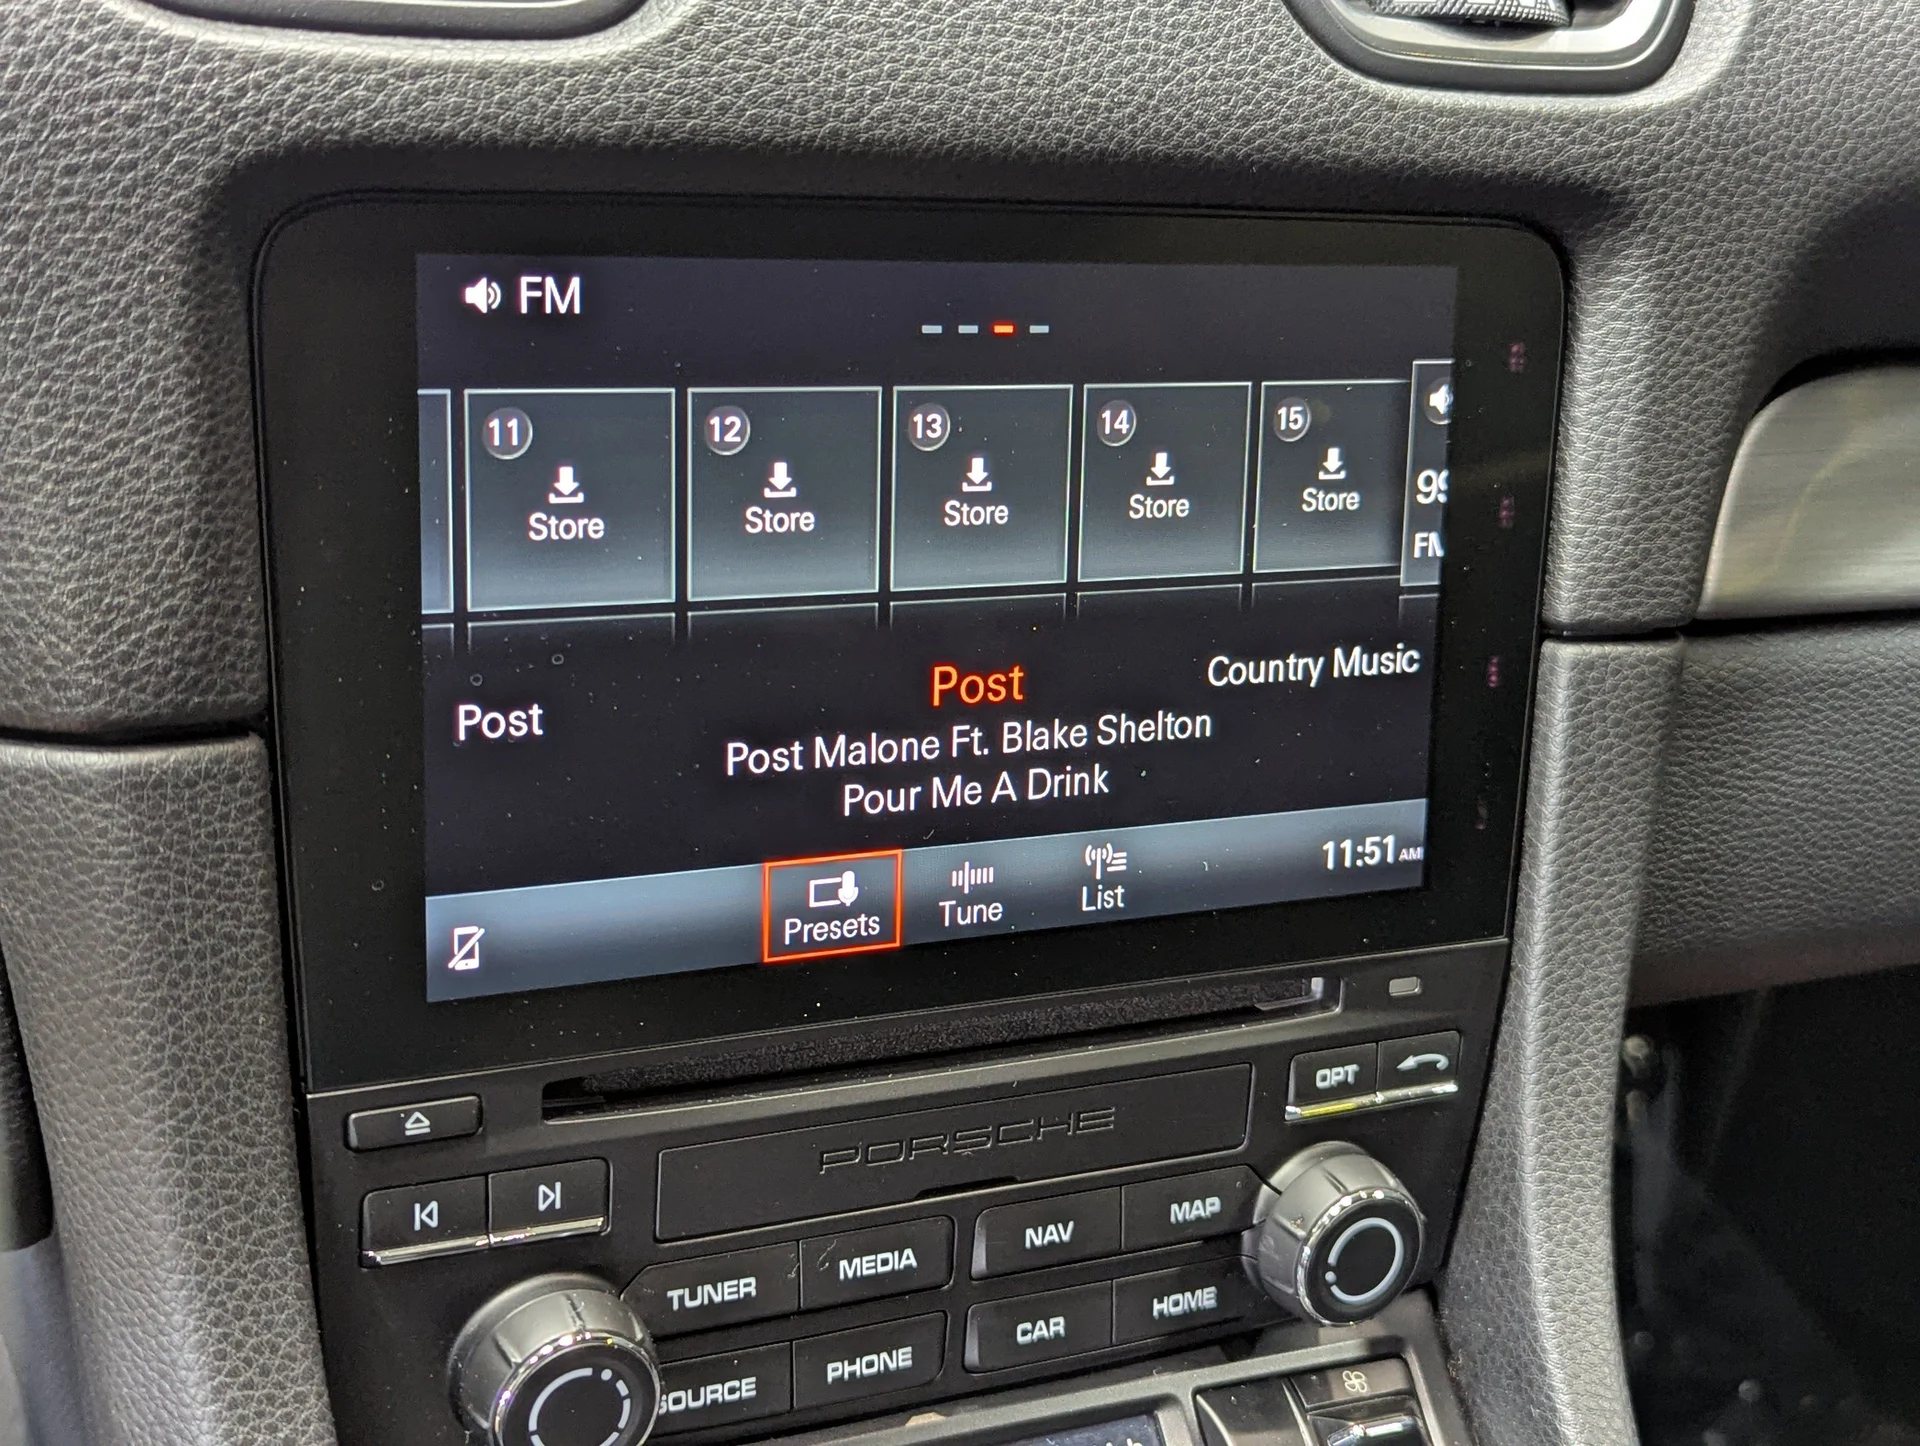 FM
11
Store
12
Store
13
Store
14
Store
15
Store
FM
Post
Post
Country Music
Post Malone Ft. Blake Shelton
Pour Me A Drink
Presets
Tune
List
11:51 AM
OPT
PORSCHE
TUNER
MEDIA
NAV
MAP
SOURCE
PHONE
CAR
HOME